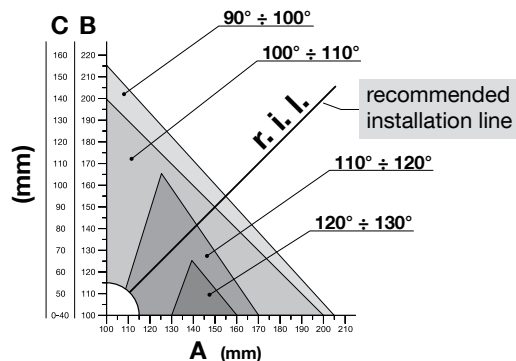 C B
90° ÷ 100°
100° ÷ 110°
r. i. l.
recommended
installation line
110° ÷ 120°
120° ÷ 130°
(mm)
160 220
150 210
140 200
130 190
120 180
110 170
100 160
90 150
80 140
70 130
60 120
50 110
0-40 100
100 110 120 130 140 150 160 170 180 190 200 210
A (mm)